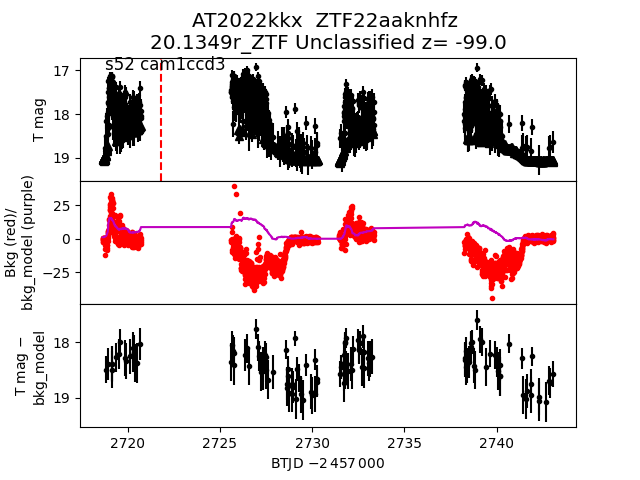 AT2022kkx ZTF22aaknhfz
20.1349r_ZTF Unclassified z= -99.0
s52 cam1ccd3
17
18
19
T mag
25
0
−25
Bkg (red)/
bkg_model (purple)
18
19
T mag −
bkg_model
2720
2725
2730
2735
2740
BTJD −2 457 000